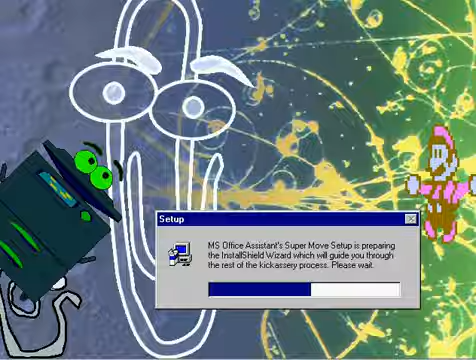 Setup
MS Office Assistant's Super Move Setup is preparing
the InstallShield Wizard which will guide you through
the rest of the kickassery process. Please wait.